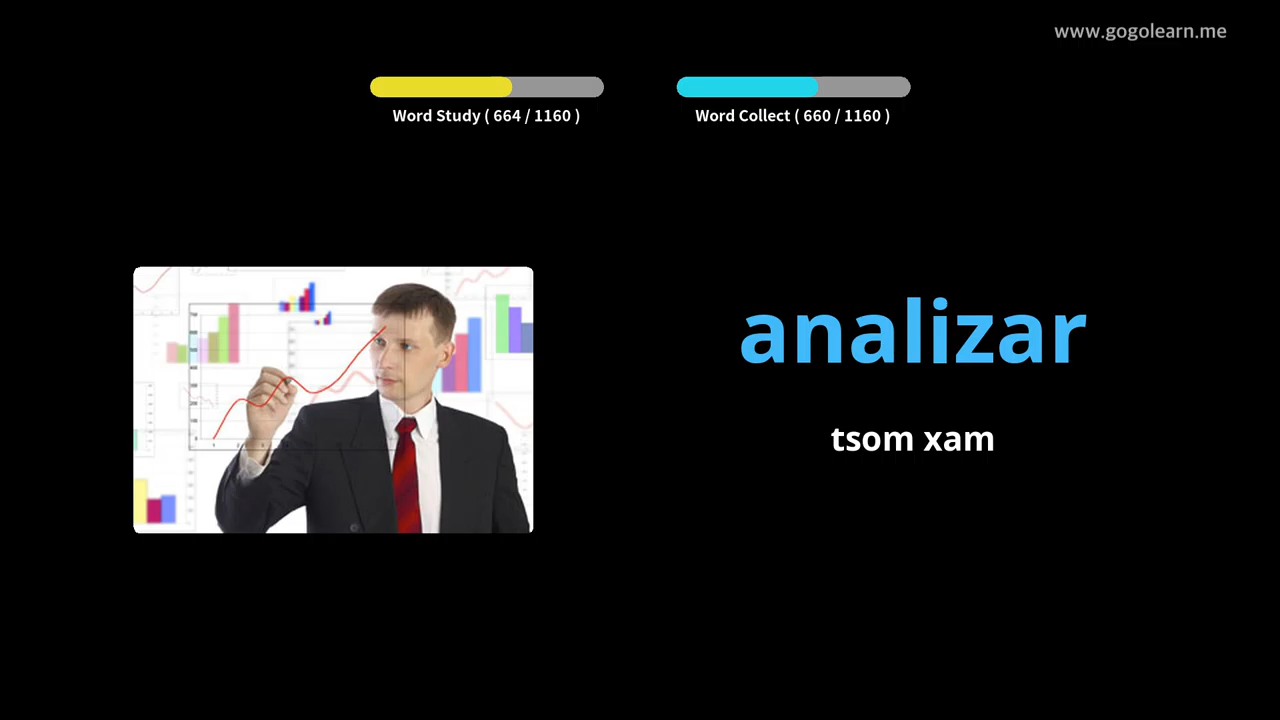 www.gogolearn.me
Word Study ( 664 / 1160 )
Word Collect ( 660 / 1160 )
analizar
tsom xam